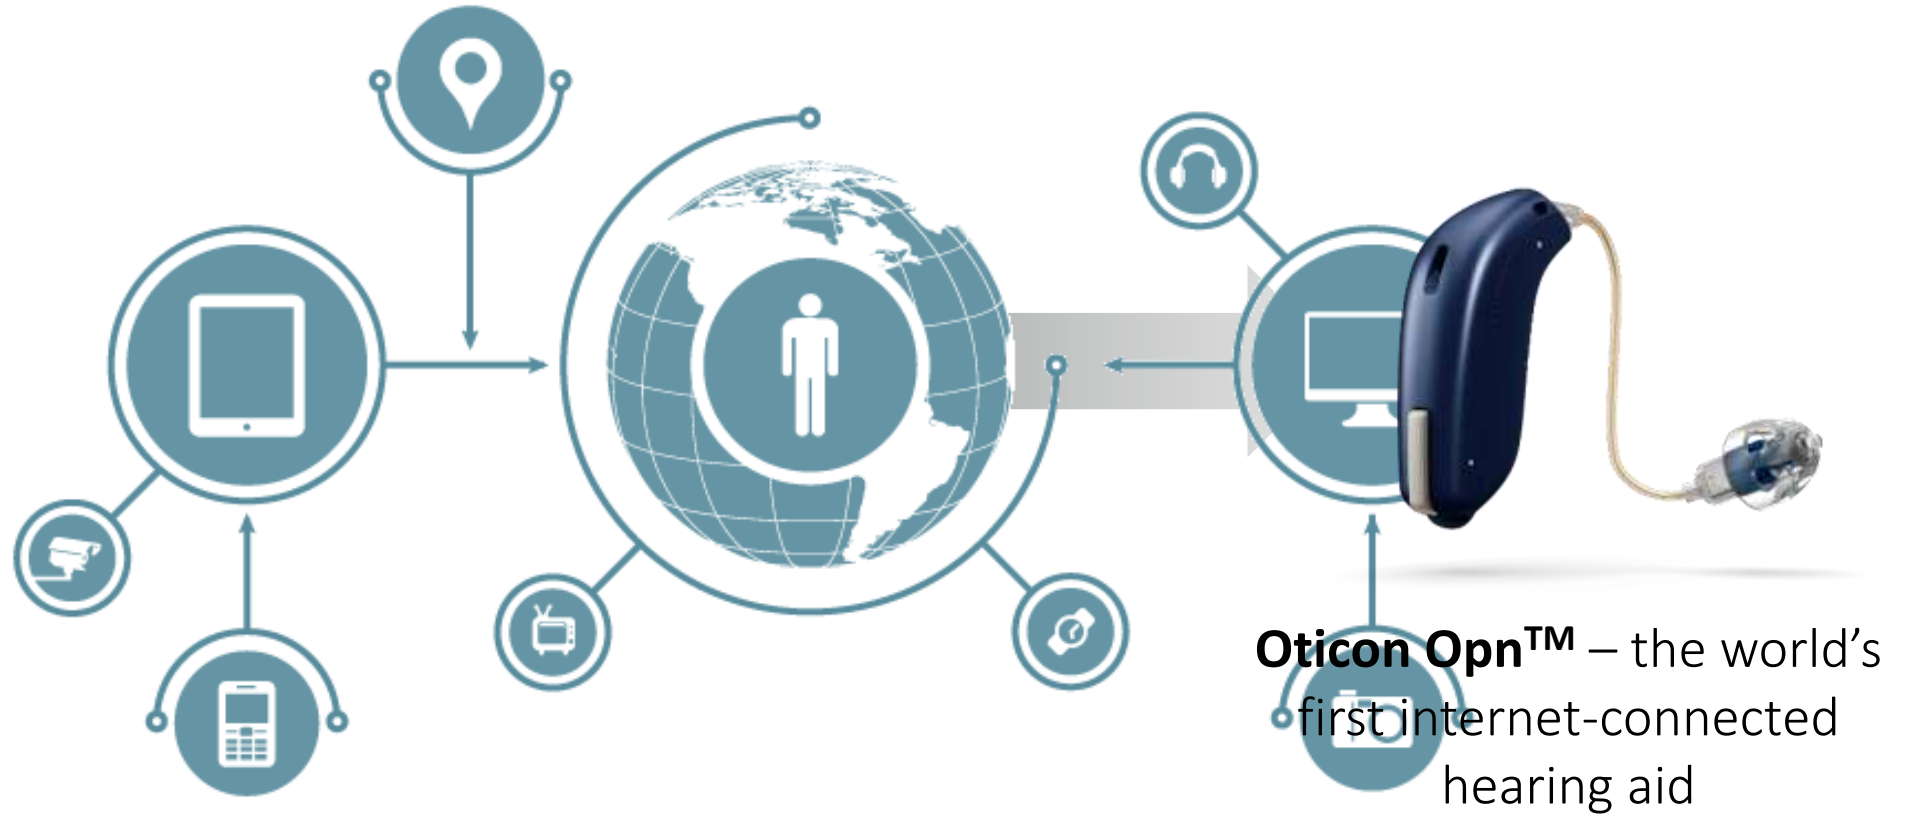 Oticon Opn™ – the world’s
first internet-connected
hearing aid